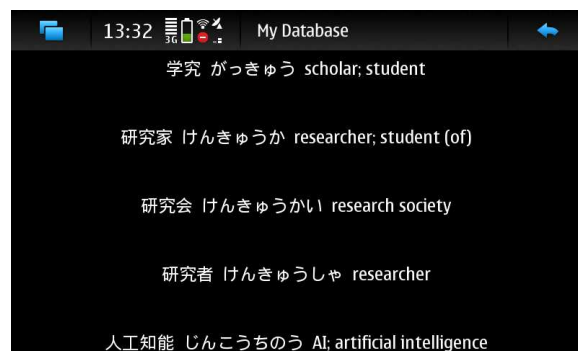 13:32 3G My Database
学究 がっきゅう scholar; student
研究家 けんきゅうか researcher; student (of)
研究会 けんきゅうかい research society
研究者 けんきゅうしゃ researcher
人工知能 じんこうちのう AI; artificial intelligence